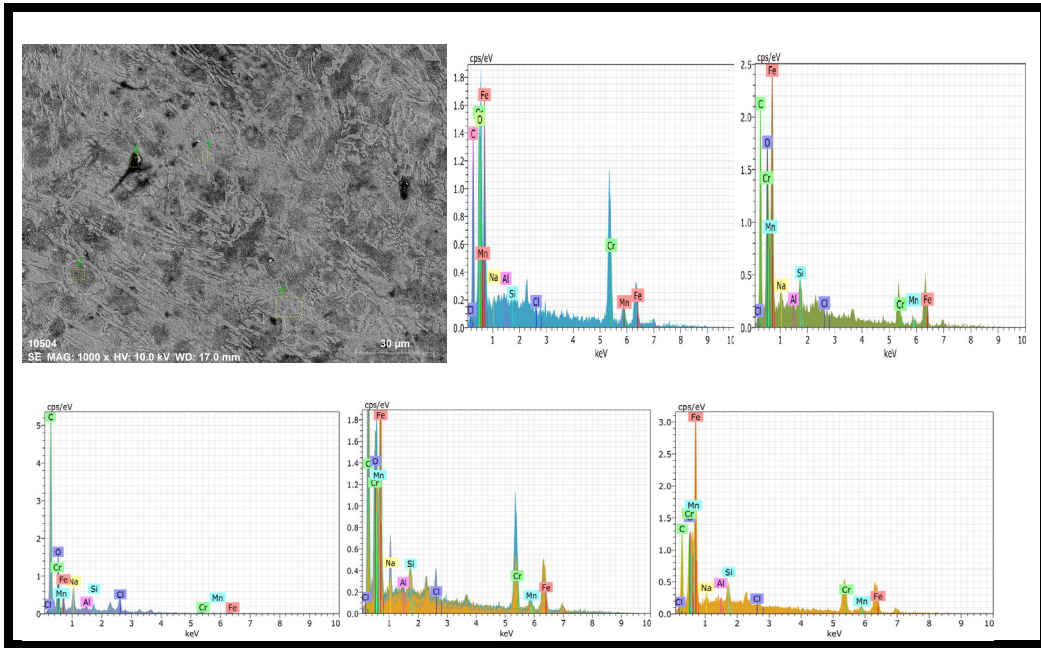 10504
SE MAG: 1000 x HV: 10.0 kV WD: 17.0 mm
30 µm
cps/eV
1.8
1.6
1.4
1.2
1.0
0.8
0.6
0.4
0.2
0.0
Fe
O
C
Cr
Mn
Na
Al
Si
Cl
Cl
Mn
Fe
1 2 3 4 5 6 7 8 9
keV
cps/eV
2.5
2.0
1.5
1.0
0.5
0.0
Fe
C
O
Cr
Mn
Si
Na
Al
Cl
Cl
Cr
Mn
Fe
1 2 3 4 5 6 7 8 9 10
keV
cps/eV
5
4
3
2
1
0
C
O
Cr
Fe
Na
Mn
Si
Al
Cl
Cl
Cr
Mn
Fe
1 2 3 4 5 6 7 8 9 10
keV
cps/eV
1.8
1.6
1.4
1.2
1.0
0.8
0.6
0.4
0.2
0.0
Fe
C
O
Mn
Cr
Na
Si
Al
Cl
Cl
Cr
Mn
Fe
1 2 3 4 5 6 7 8 9 10
keV
cps/eV
3.0
2.5
2.0
1.5
1.0
0.5
0.0
Fe
Mn
Cr
C
Si
Na
Al
Cl
Cl
Cr
Mn
Fe
1 2 3 4 5 6 7 8 9 10
keV